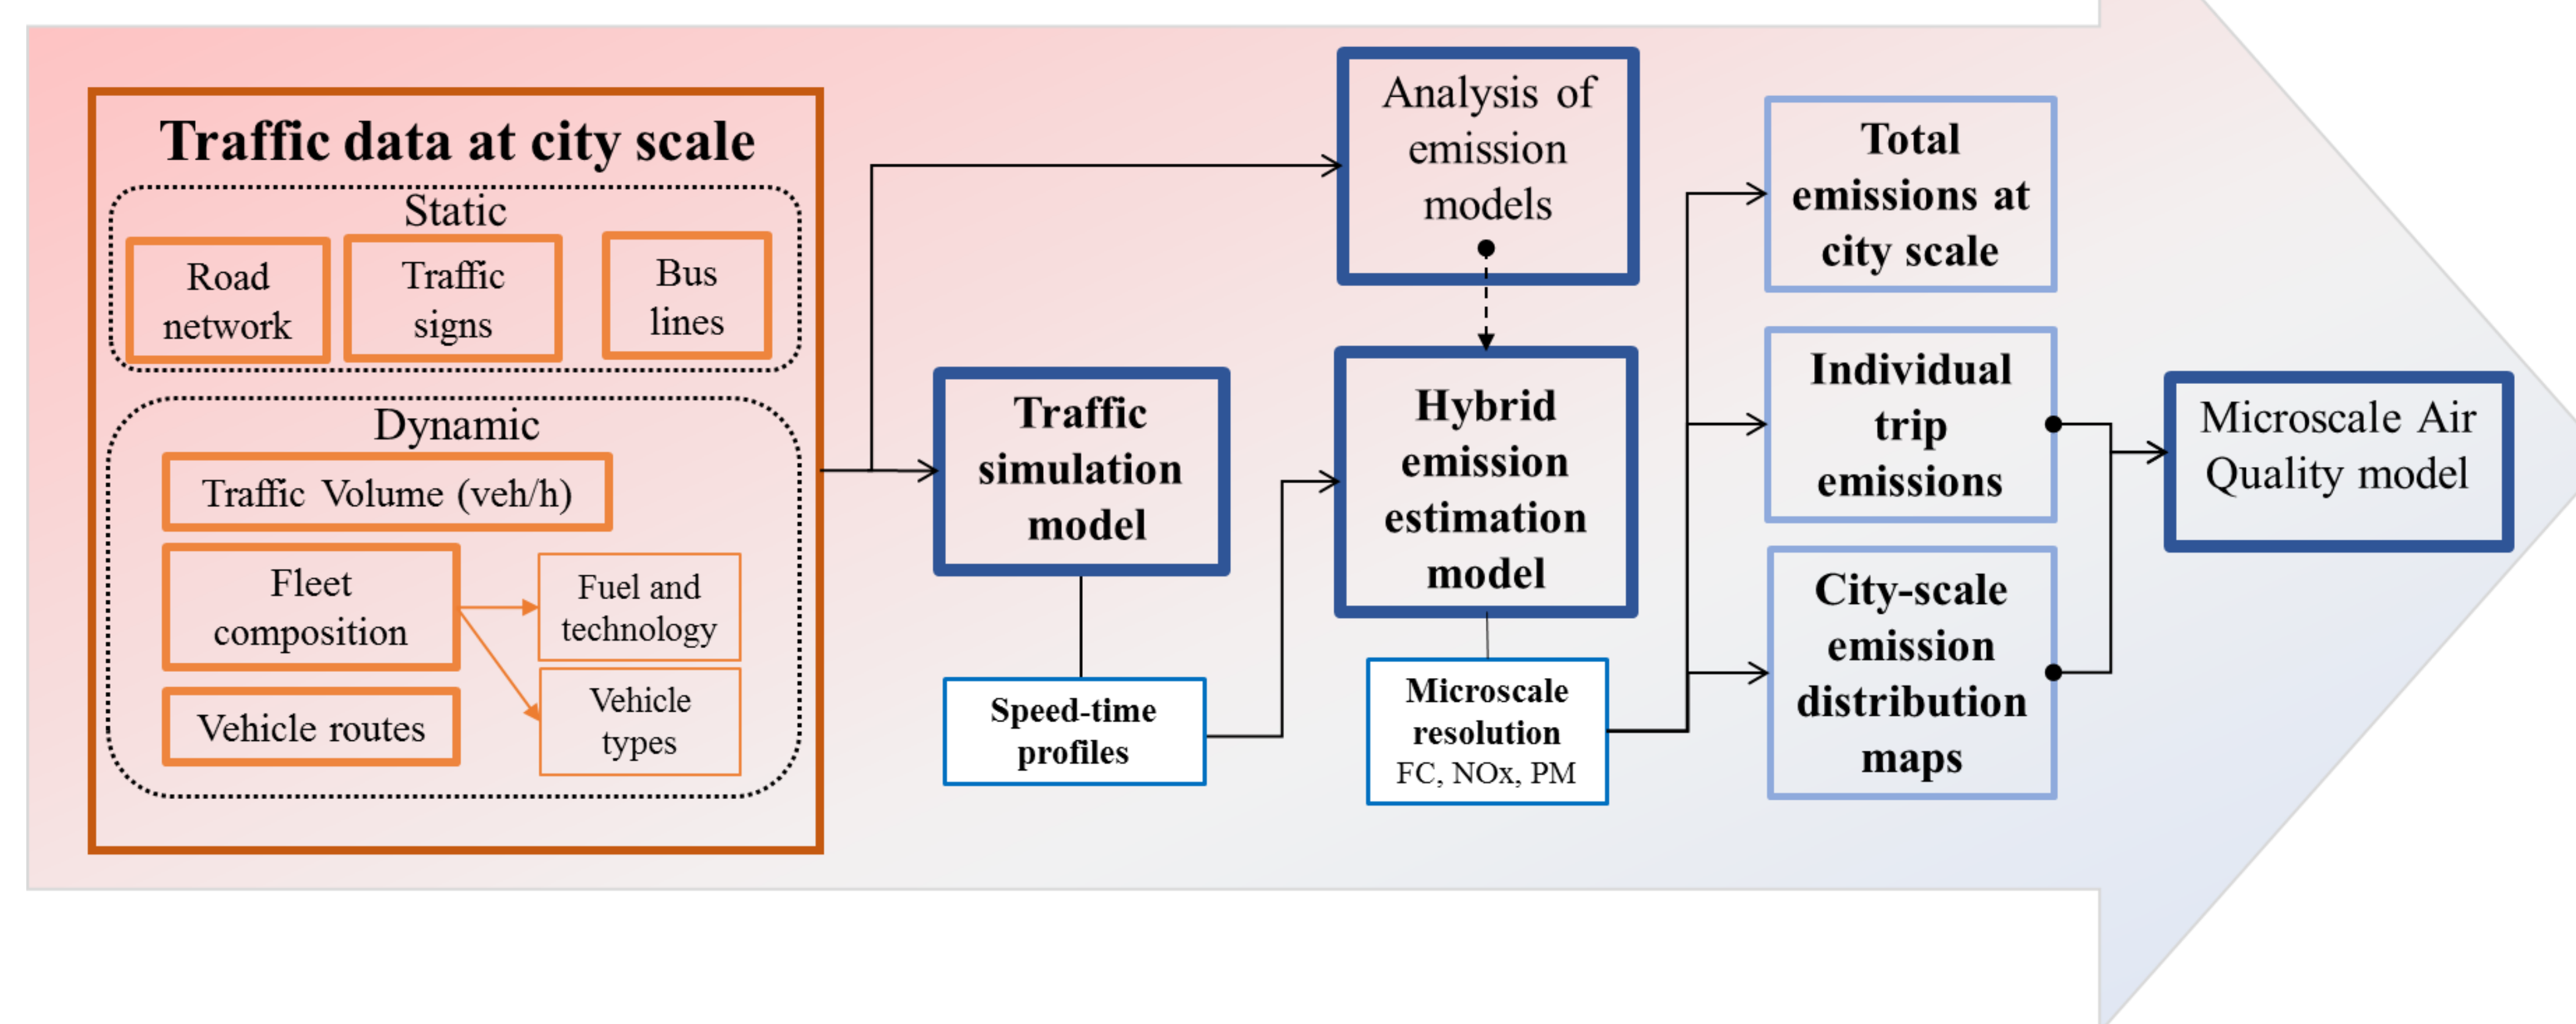 Traffic data at city scale
Static
Road
network
Traffic
signs
Bus
lines
Dynamic
Traffic Volume (veh/h)
Fleet
composition
Fuel and
technology
Vehicle
types
Vehicle routes
Traffic
simulation
model
Speed-time
profiles
Analysis of
emission
models
Hybrid
emission
estimation
model
Microscale
resolution
FC, NOx, PM
Total
emissions at
city scale
Individual
trip
emissions
City-scale
emission
distribution
maps
Microscale Air
Quality model